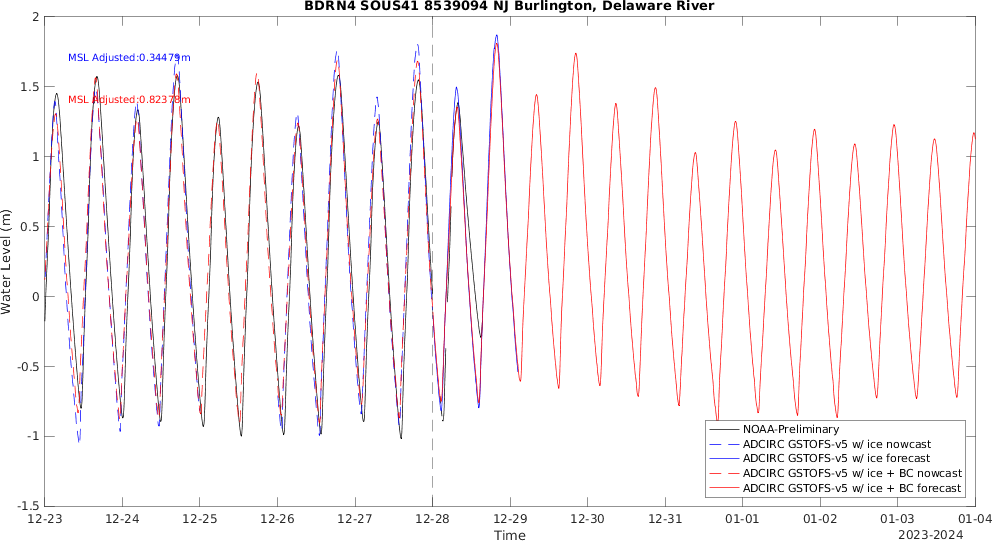 BDRN4 SOUS41 8539094 NJ Burlington, Delaware River
2
1.5
1
0.5
0
-0.5
-1
-1.5
Water Level (m)
MSL Adjusted:0.34479m
MSL Adjusted:0.82378m
NOAA-Preliminary
ADCIRC GSTOFS-v5 w/ ice nowcast
ADCIRC GSTOFS-v5 w/ ice forecast
ADCIRC GSTOFS-v5 w/ ice + BC nowcast
ADCIRC GSTOFS-v5 w/ ice + BC forecast
12-23 12-24 12-25 12-26 12-27 12-28 12-29 12-30 12-31 01-01 01-02 01-03 01-04
Time
2023-2024